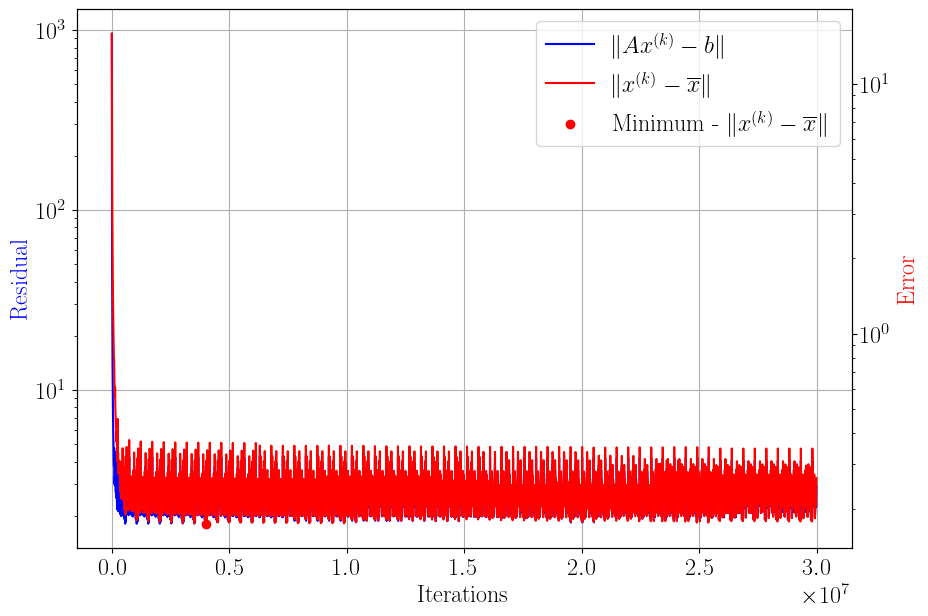 ‖Ax^(k) − b‖
‖x^(k) − x̅‖
Minimum - ‖x^(k) − x̅‖
10^3
10^2
10^1
Residual
10^1
10^0
Error
0.0 0.5 1.0 1.5 2.0 2.5 3.0
Iterations
×10^7